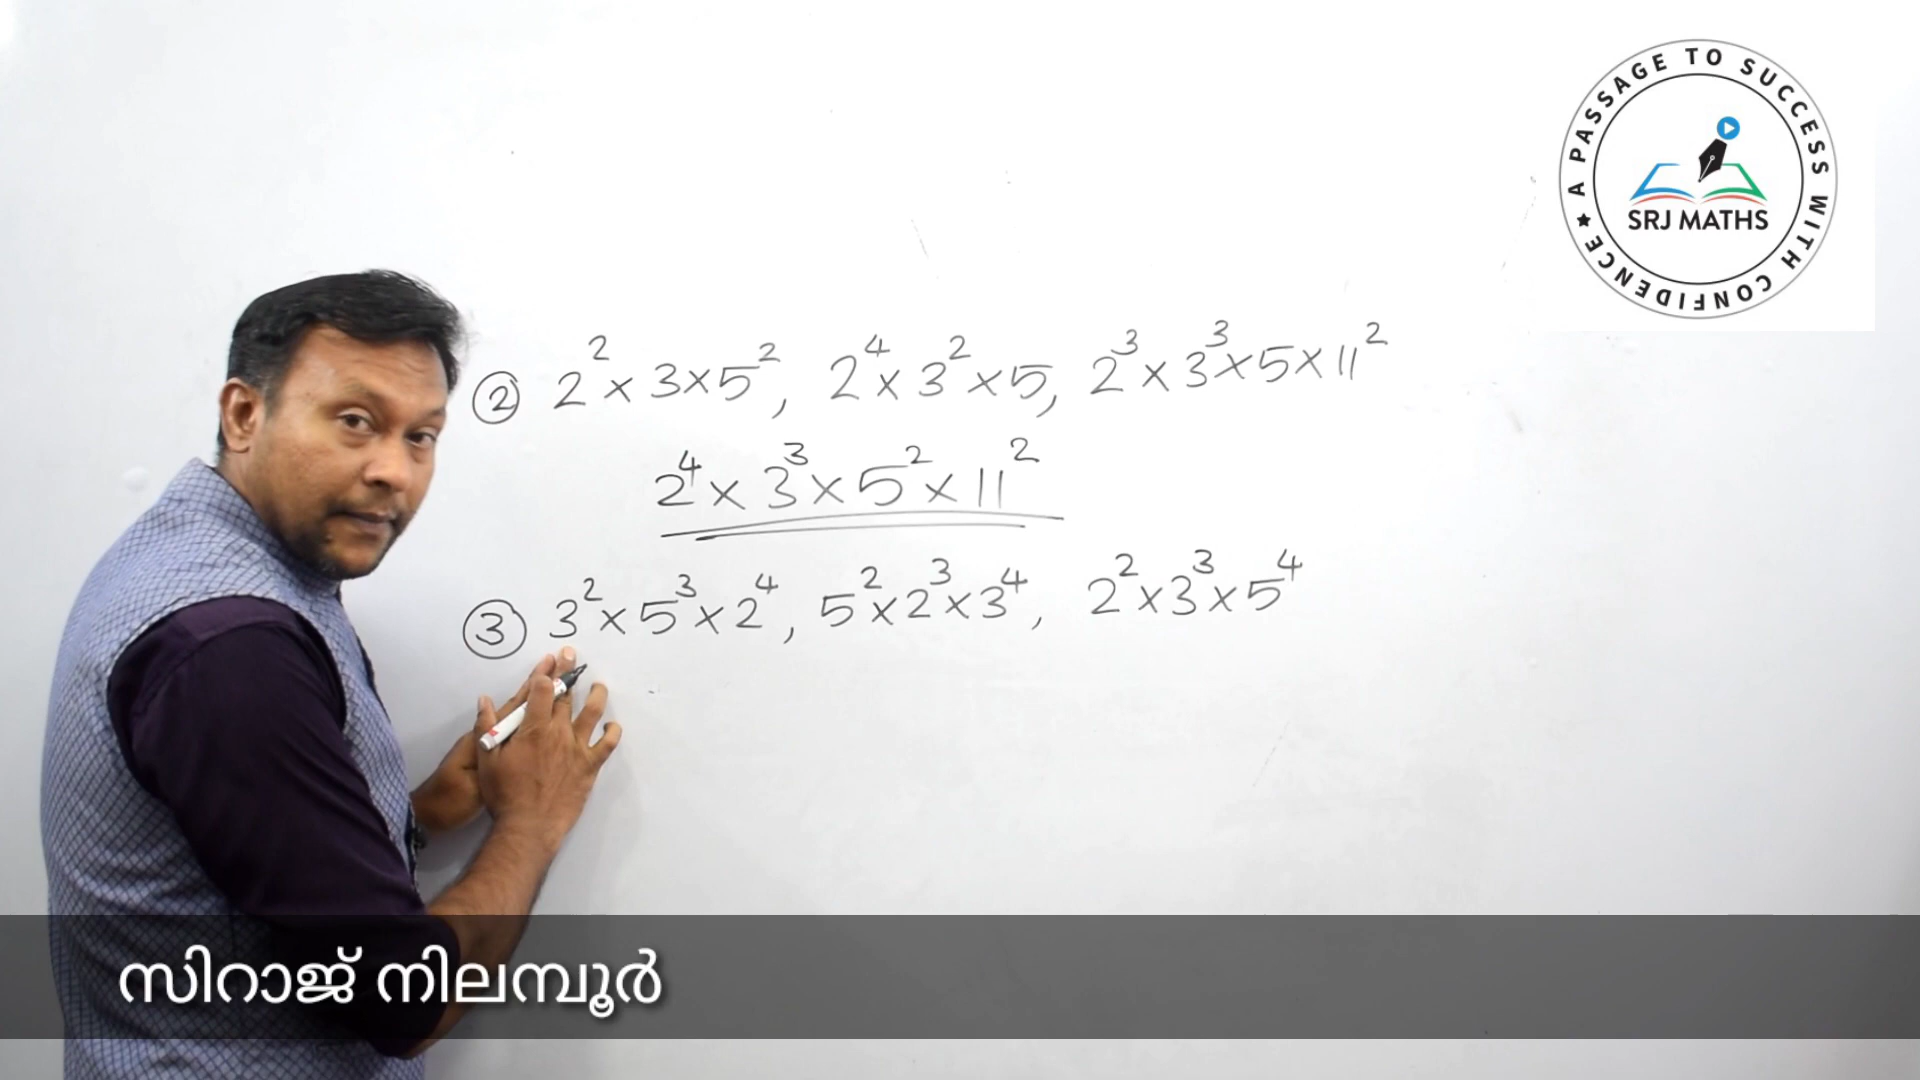 A PASSAGE TO SUCCESS WITH CONFIDENCE ★
SRJ MATHS
② 2² × 3 × 5², 2⁴ × 3² × 5, 2³ × 3³ × 5 × 11²
2⁴ × 3³ × 5² × 11²
③ 3² × 5³ × 2⁴, 5² × 2³ × 3⁴, 2² × 3³ × 5⁴
സിറാജ് നിലമ്പൂർ